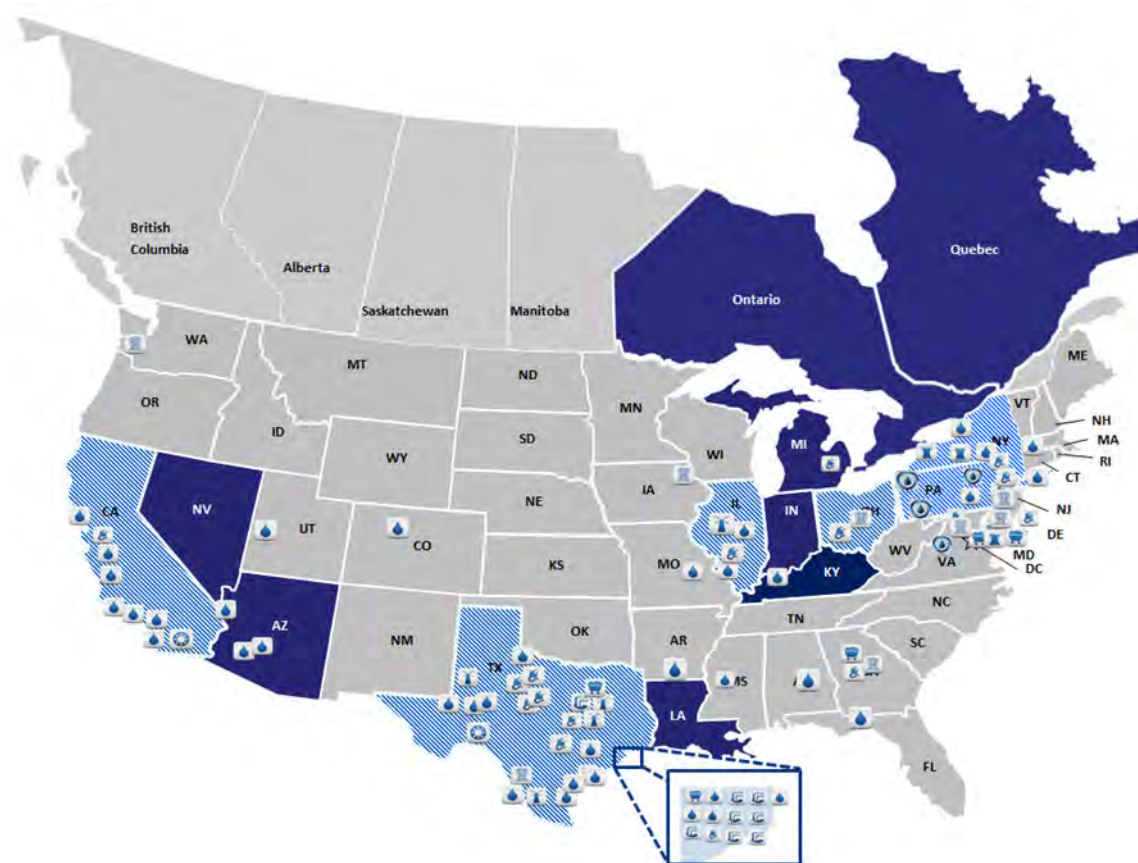 British
Columbia
Alberta
Saskatchewan
Manitoba
Ontario
Quebec
WA
MT
ND
MN
ME
OR
ID
SD
WI
MI
VT
NH
NY
MA
RI
CT
WY
IA
NE
PA
NJ
CA
NV
UT
CO
IL
IN
DE
MD
DC
WV
VA
KS
MO
KY
AZ
NM
OK
AR
TN
NC
SC
TX
MS
LA
FL